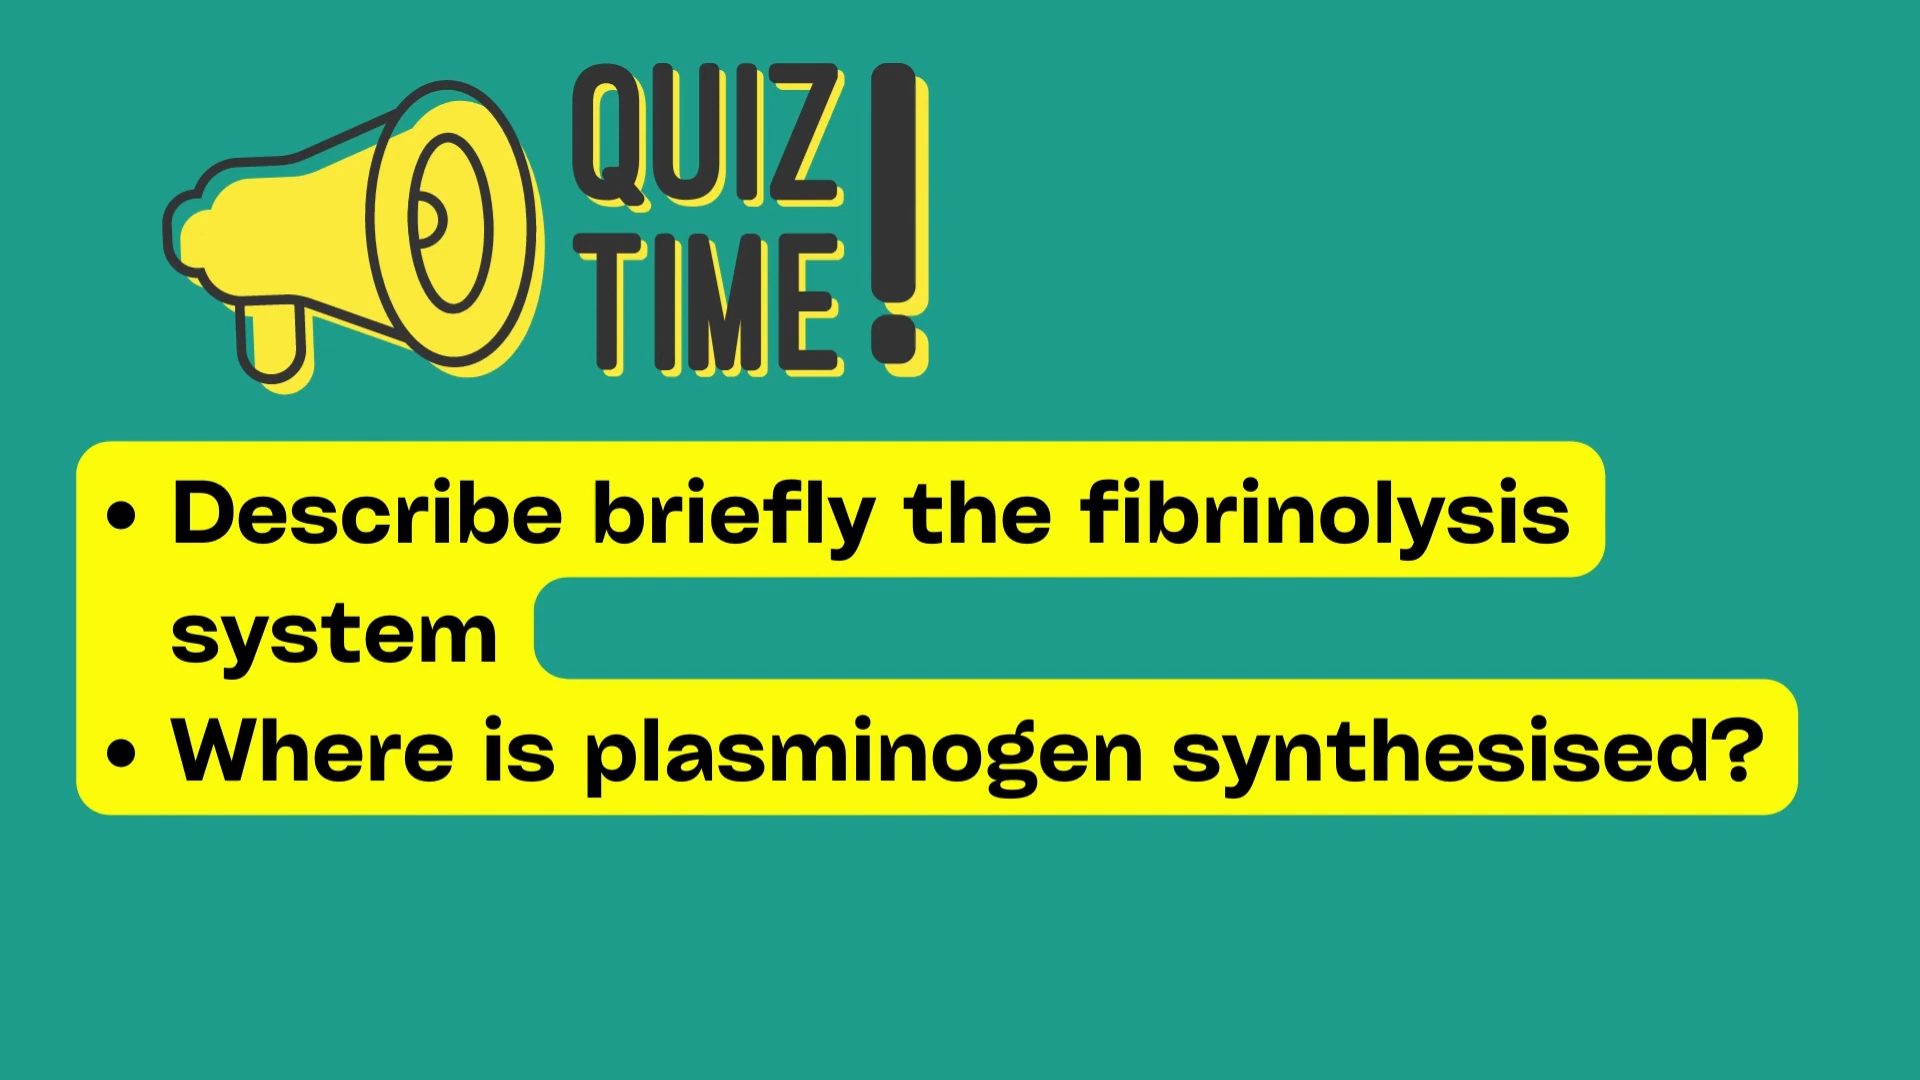 QUIZ
TIME!
• Describe briefly the fibrinolysis
system
• Where is plasminogen synthesised?